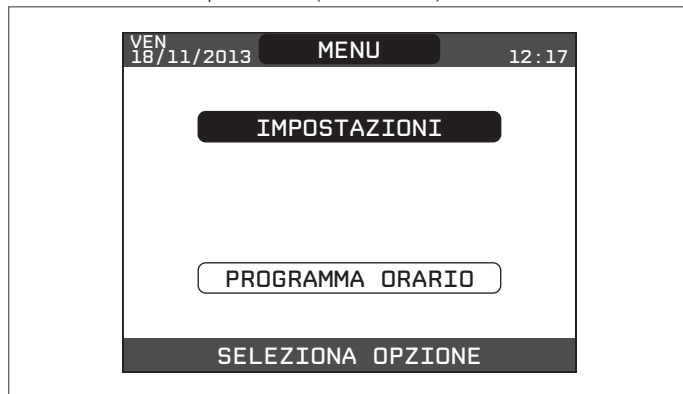 VEN
18/11/2013 MENU 12:17
IMPOSTAZIONI
PROGRAMMA ORARIO
SELEZIONA OPZIONE